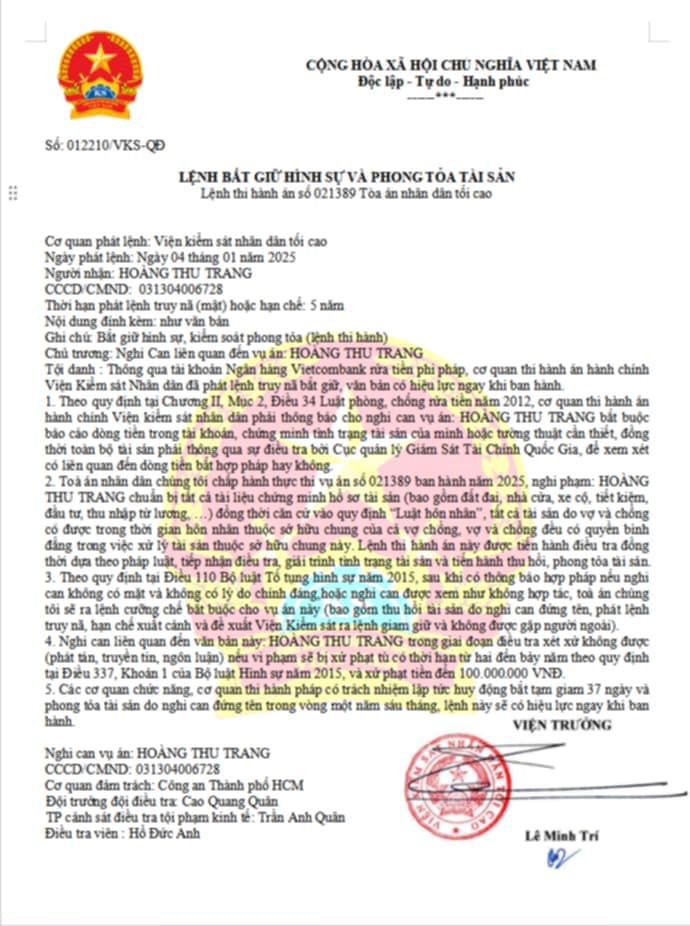 CỘNG HÒA XÃ HỘI CHỦ NGHĨA VIỆT NAM
Độc lập - Tự do - Hạnh phúc
------***------
Số: 012210/VKS-QĐ
LỆNH BẮT GIỮ HÌNH SỰ VÀ PHONG TỎA TÀI SẢN
Lệnh thi hành án số 021389 Tòa án nhân dân tối cao
Cơ quan phát lệnh: Viện kiểm sát nhân dân tối cao
Ngày phát lệnh: Ngày 04 tháng 01 năm 2025
Người nhận: HOÀNG THU TRANG
CCCD/CMND: 031304006728
Thời hạn phát lệnh truy nã (mật) hoặc hạn chế: 5 năm
Nội dung đính kèm: như văn bản
Ghi chú: Bắt giữ hình sự, kiểm soát phong tỏa (lệnh thi hành)
Chủ trương: Nghi Can liên quan đến vụ án: HOÀNG THU TRANG
Tội danh : Thông qua tài khoản Ngân hàng Vietcombank rửa tiền phi pháp, cơ quan thi hành án hành chính
Viện Kiểm sát Nhân dân đã phát lệnh truy nã bắt giữ, văn bản có hiệu lực ngay khi ban hành.
1. Theo quy định tại Chương II, Mục 2, Điều 34 Luật phòng, chống rửa tiền năm 2012, cơ quan thi hành án
hành chính Viện kiểm sát nhân dân phải thông báo cho nghi can vụ án: HOÀNG THU TRANG bắt buộc
báo cáo dòng tiền trong tài khoản, chứng minh tình trạng tài sản của mình hoặc tường thuật cần thiết, đồng
thời toàn bộ tài sản phải thông qua sự điều tra bởi Cục quản lý Giám Sát Tài Chính Quốc Gia, để xem xét
có liên quan đến dòng tiền bất hợp pháp hay không.
2. Toà án nhân dân chúng tôi chấp hành thực thi vụ án số 0213389 ban hành năm 2025, nghi phạm: HOÀNG
THU TRANG chuẩn bị tất cả tài liệu chứng minh hồ sơ tài sản (bao gồm đất đai, nhà cửa, xe cộ, tiết kiệm,
đầu tư, thu nhập từ lương, …) đồng thời căn cứ vào quy định “Luật hôn nhân”, tất cả tài sản do vợ và chồng
có được trong thời gian hôn nhân thuộc sở hữu chung của cả vợ chồng, vợ và chồng đều có quyền bình
đẳng trong việc xử lý tài sản thuộc sở hữu chung này. Lệnh thi hành án này được tiến hành điều tra đồng
thời dựa theo pháp luật, tiếp nhận điều tra, giải trình tình trạng tài sản và tiến hành thu hồi, phong tỏa tài sản.
3. Theo quy định tại Điều 110 Bộ luật Tố tụng hình sự năm 2015, sau khi có thông báo hợp pháp nếu nghi
can không có mặt và không có lý do chính đáng,hoặc nghi can được xem như không hợp tác, toà án chúng
tôi sẽ ra lệnh cưỡng chế bắt buộc cho vụ án này (bao gồm thu hồi tài sản do nghi can đứng tên, phát lệnh
truy nã, hạn chế xuất cảnh và đề xuất Viện Kiểm sát ra lệnh giam giữ và không được gặp người ngoài).
4. Nghi can liên quan đến văn bản này: HOÀNG THU TRANG trong giai đoạn điều tra xét xử không được
(phát tán, truyền tin, ngôn luận) nếu vi phạm sẽ bị xử phạt tù có thời hạn từ hai đến bảy năm theo quy định
tại Điều 337, Khoản 1 của Bộ luật Hình sự năm 2015, và xử phạt tiền đến 100.000.000 VNĐ.
5. Các cơ quan chức năng, cơ quan thi hành pháp có trách nhiệm lập tức huy động bắt tạm giam 37 ngày và
phong tỏa tài sản do nghi can đứng tên trong vòng một năm sáu tháng, lệnh này sẽ có hiệu lực ngay khi ban
hành.
VIỆN TRƯỞNG
Nghi can vụ án: HOÀNG THU TRANG
CCCD/CMND: 031304006728
Cơ quan đảm trách: Công an Thành phố HCM
Đội trưởng đội điều tra: Cao Quang Quân
TP cảnh sát điều tra tội phạm kinh tế: Trần Anh Quân
Điều tra viên : Hồ Đức Anh
VIỆN KIỂM SÁT NHÂN DÂN TỐI CAO
Lê Minh Trí